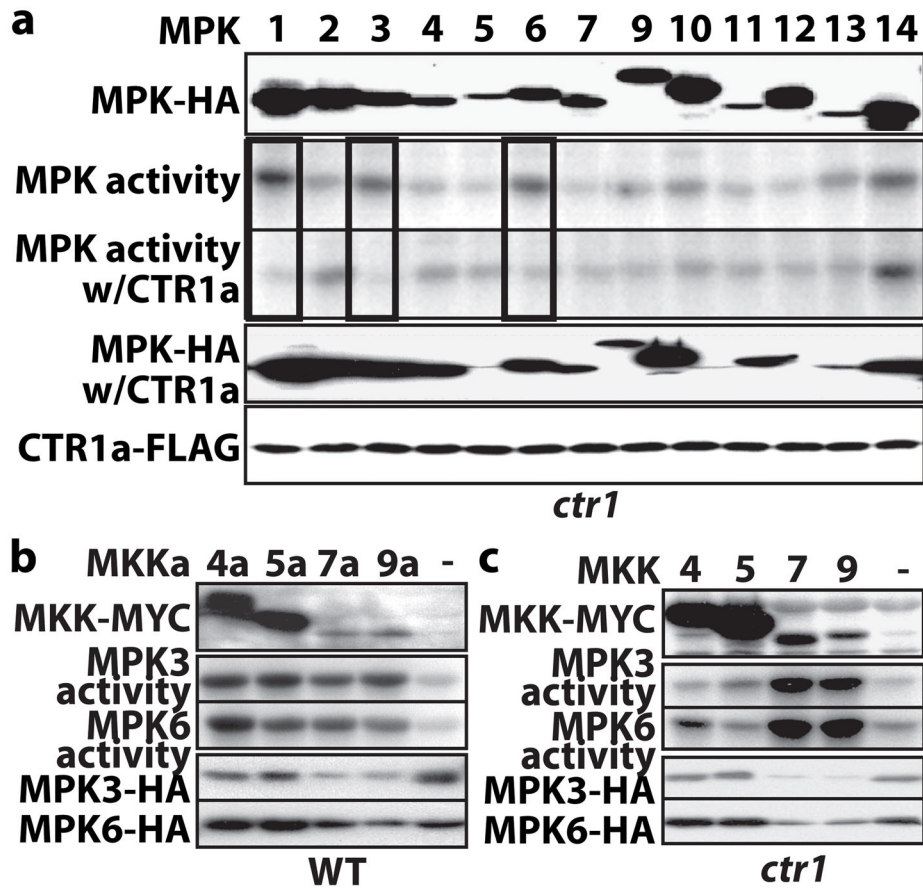 a MPK 1 2 3 4 5 6 7 9 10 11 12 13 14
MPK-HA
MPK activity
MPK activity
w/CTR1a
MPK-HA
w/CTR1a
CTR1a-FLAG
ctr1
b MKKa 4a 5a 7a 9a -
MKK-MYC
MPK3
activity
MPK6
activity
MPK3-HA
MPK6-HA
WT
c MKK 4 5 7 9 -
MKK-MYC
MPK3
activity
MPK6
activity
MPK3-HA
MPK6-HA
ctr1